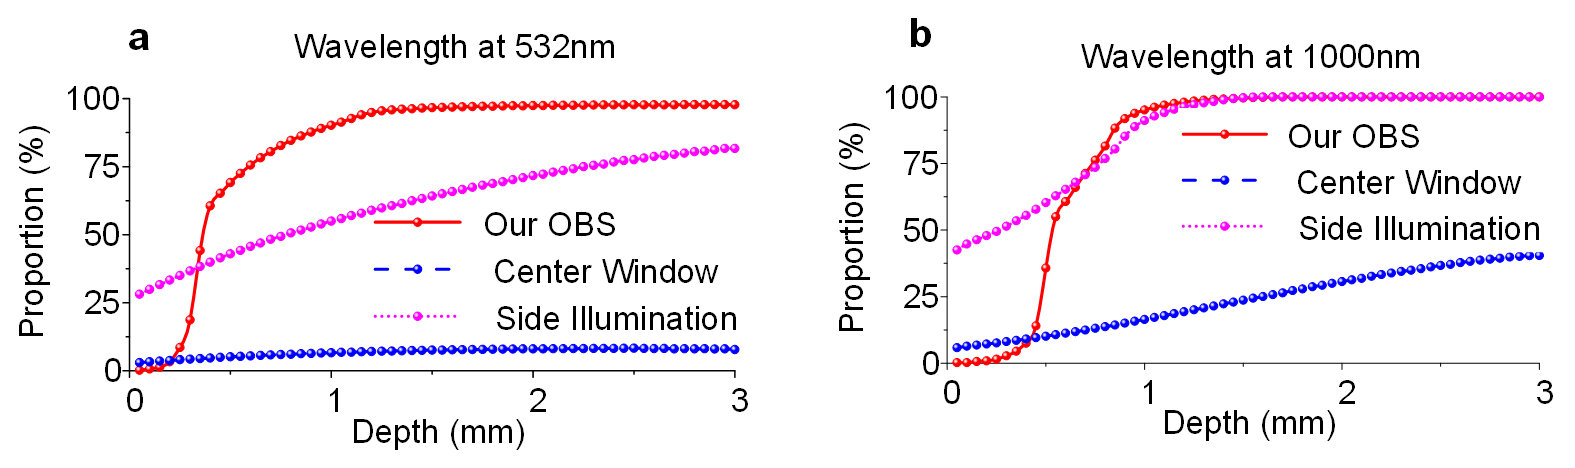 a
Wavelength at 532nm
100
75
50
25
0
Proportion (%)
Our OBS
Center Window
Side Illumination
0 1 2 3
Depth (mm)
b
Wavelength at 1000nm
100
75
50
25
0
Proportion (%)
Our OBS
Center Window
Side Illumination
0 1 2 3
Depth (mm)